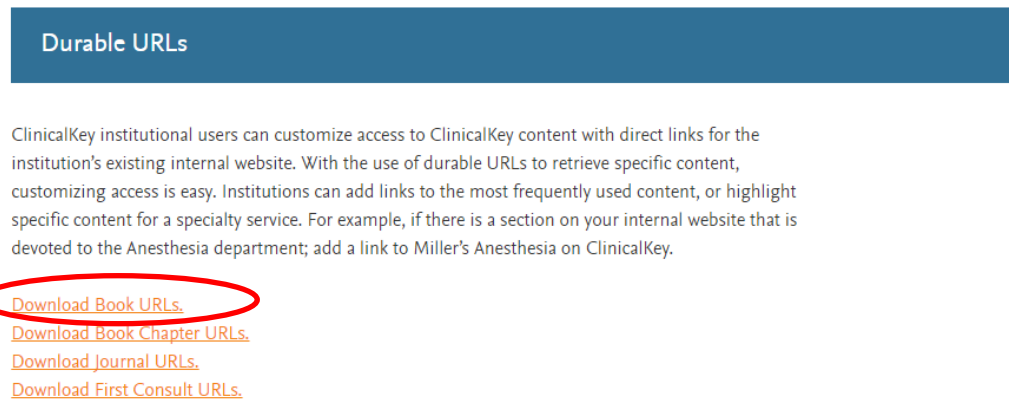 Durable URLs
ClinicalKey institutional users can customize access to ClinicalKey content with direct links for the
institution’s existing internal website. With the use of durable URLs to retrieve specific content,
customizing access is easy. Institutions can add links to the most frequently used content, or highlight
specific content for a specialty service. For example, if there is a section on your internal website that is
devoted to the Anesthesia department; add a link to Miller’s Anesthesia on ClinicalKey.
Download Book URLs.
Download Book Chapter URLs.
Download Journal URLs.
Download First Consult URLs.